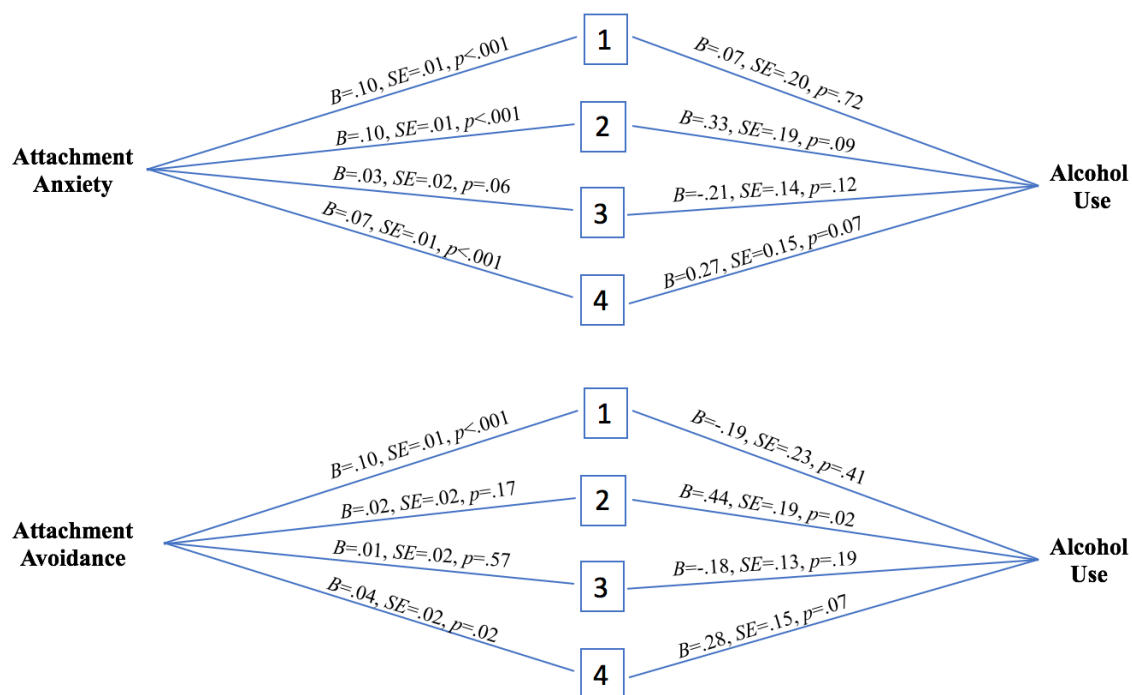 1
B=.10, SE=.01, p<.001
B=.07, SE=.20, p=.72
2
B=.10, SE=.01, p<.001
B=.33, SE=.19, p=.09
Attachment
Anxiety
Alcohol
Use
3
B=.03, SE=.02, p=.06
B=-.21, SE=.14, p=.12
4
B=.07, SE=.01, p<.001
B=0.27, SE=0.15, p=0.07
1
B=.10, SE=.01, p<.001
B=-.19, SE=.23, p=.41
2
B=.02, SE=.02, p=.17
B=.44, SE=.19, p=.02
Attachment
Avoidance
Alcohol
Use
3
B=.01, SE=.02, p=.57
B=-.18, SE=.13, p=.19
4
B=.04, SE=.02, p=.02
B=.28, SE=.15, p=.07